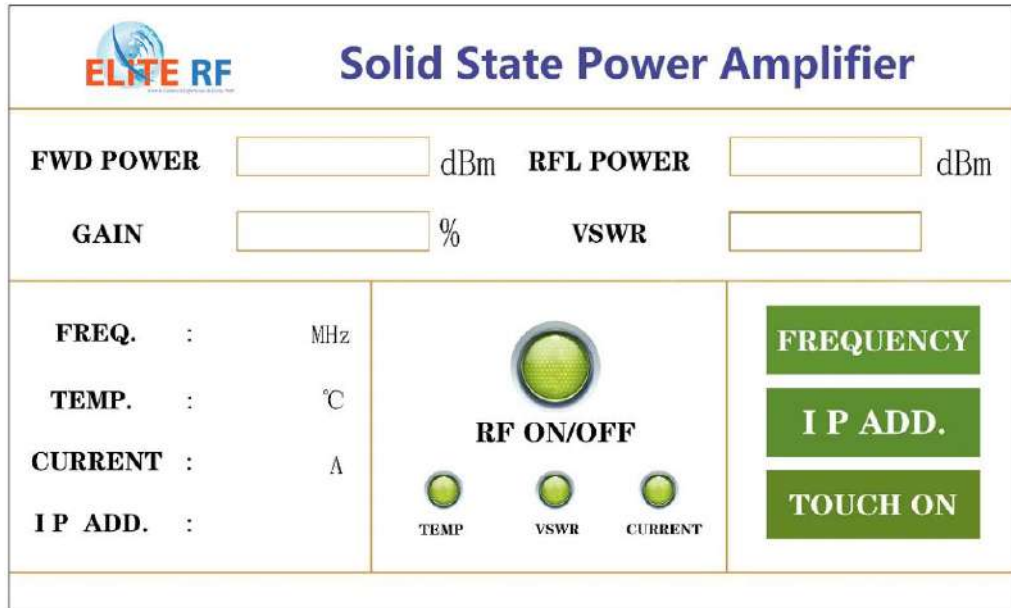 ELITE RF
Solid State Power Amplifier
FWD POWER dBm RFL POWER dBm
GAIN % VSWR
FREQ. : MHz
TEMP. : ℃
CURRENT : A
I P ADD. :
RF ON/OFF
TEMP VSWR CURRENT
FREQUENCY
I P ADD.
TOUCH ON